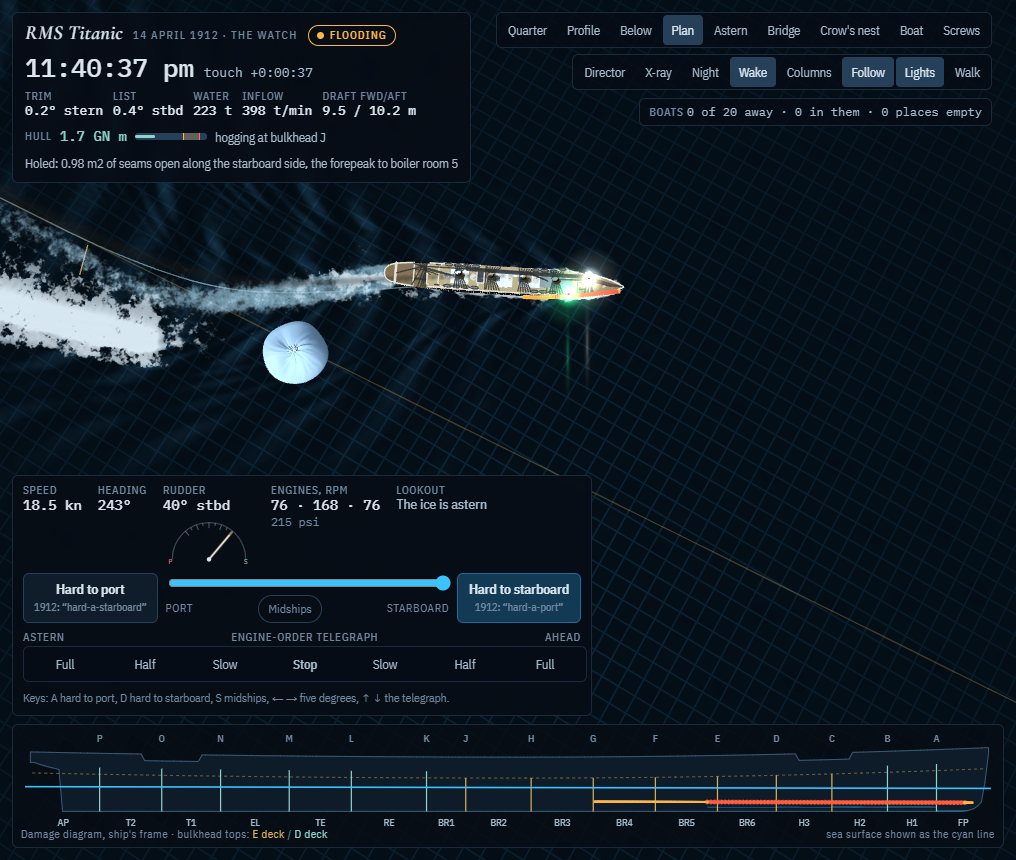 RMS Titanic 14 APRIL 1912 · THE WATCH FLOODING
11:40:37 pm touch +0:00:37
TRIM LIST WATER INFLOW DRAFT FWD/AFT
0.2° stern 0.4° stbd 223 t 398 t/min 9.5 / 10.2 m
HULL 1.7 GN m hogging at bulkhead J
Holed: 0.98 m2 of seams open along the starboard side, the forepeak to boiler room 5
Quarter Profile Below Plan Astern Bridge Crow's nest Boat Screws
Director X-ray Night Wake Columns Follow Lights Walk
BOATS 0 of 20 away · 0 in them · 0 places empty
SPEED HEADING RUDDER ENGINES, RPM LOOKOUT
18.5 kn 243° 40° stbd 76 · 168 · 76 The ice is astern
215 psi
P S
Hard to port Hard to starboard
1912: “hard-a-starboard” PORT Midships STARBOARD 1912: “hard-a-port”
ASTERN ENGINE-ORDER TELEGRAPH AHEAD
Full Half Slow Stop Slow Half Full
Keys: A hard to port, D hard to starboard, S midships, ← → five degrees, ↑ ↓ the telegraph.
P O N M L K J H G F E D C B A
AP T2 T1 EL TE RE BR1 BR2 BR3 BR4 BR5 BR6 H3 H2 H1 FP
Damage diagram, ship's frame · bulkhead tops: E deck / D deck sea surface shown as the cyan line